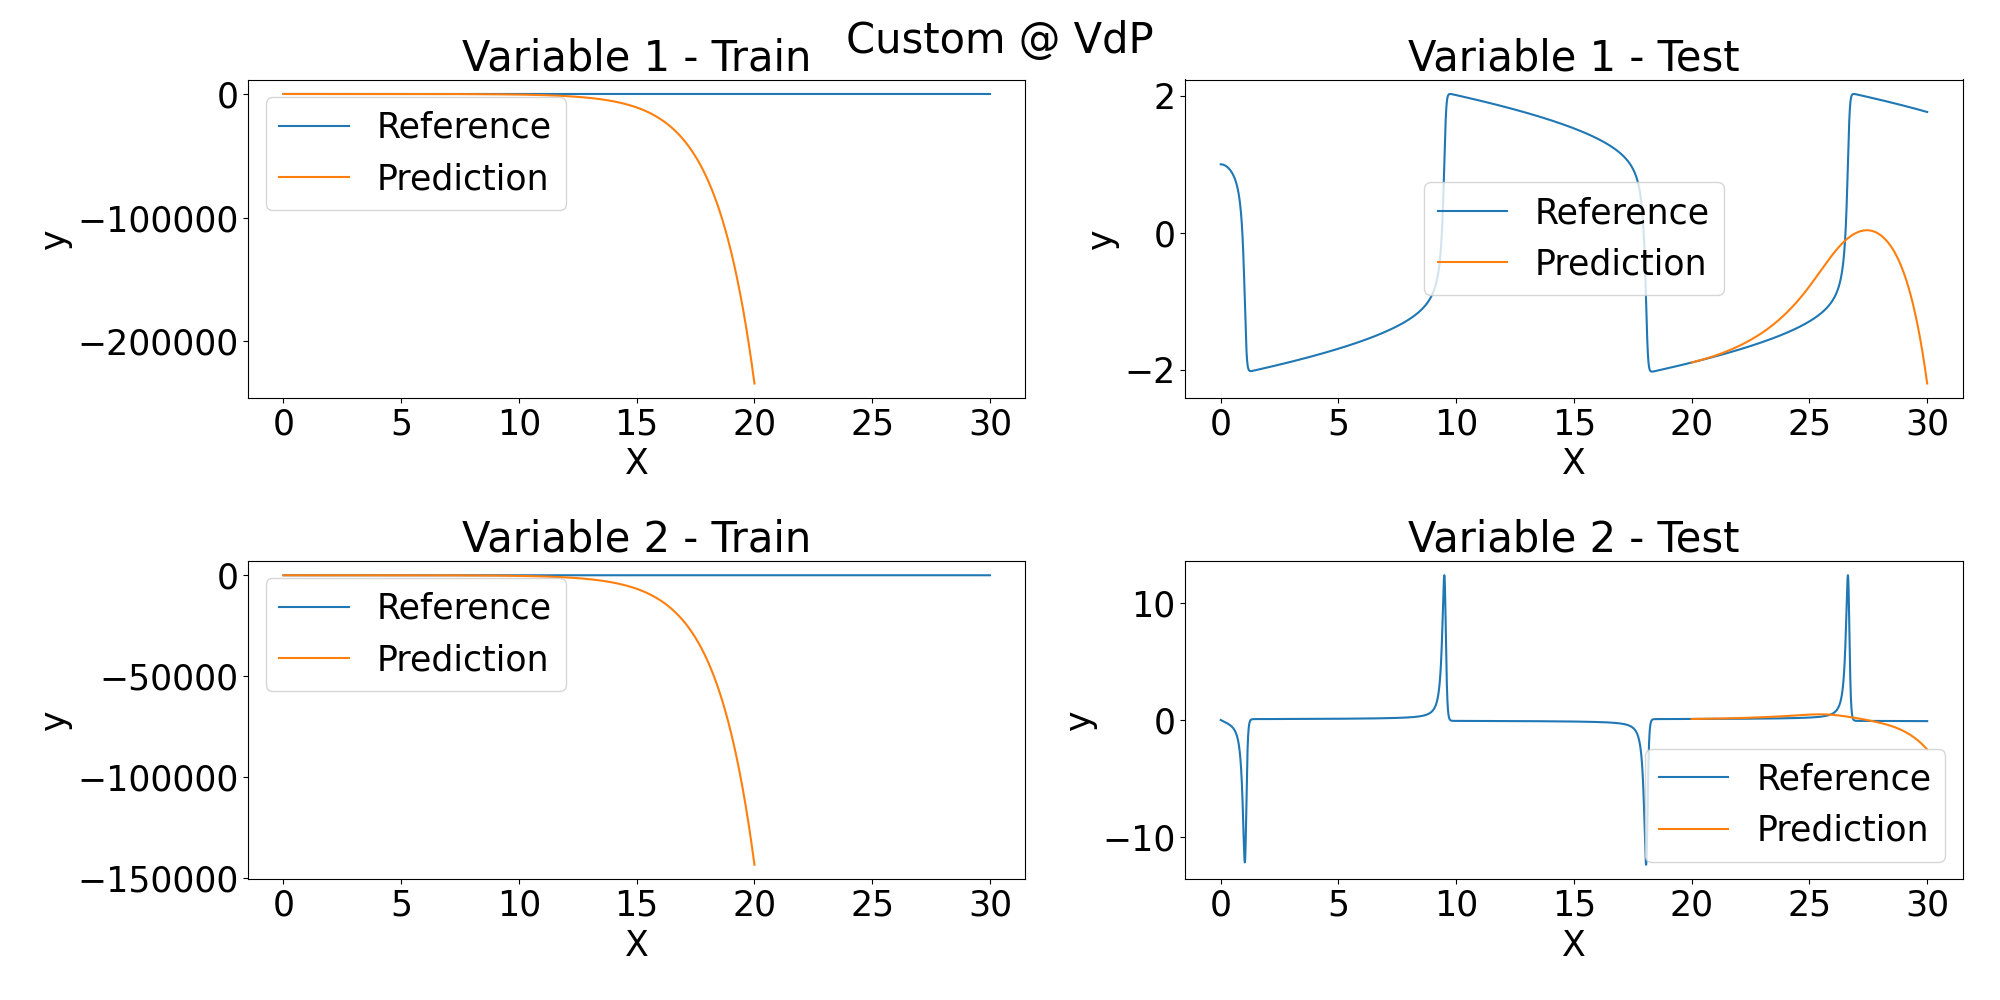 Custom @ VdP
Variable 1 - Train
0
−100000
−200000
y
Reference
Prediction
0 5 10 15 20 25 30
X
Variable 1 - Test
2
0
−2
y
Reference
Prediction
0 5 10 15 20 25 30
X
Variable 2 - Train
0
−50000
−100000
−150000
y
Reference
Prediction
0 5 10 15 20 25 30
X
Variable 2 - Test
10
0
−10
y
Reference
Prediction
0 5 10 15 20 25 30
X